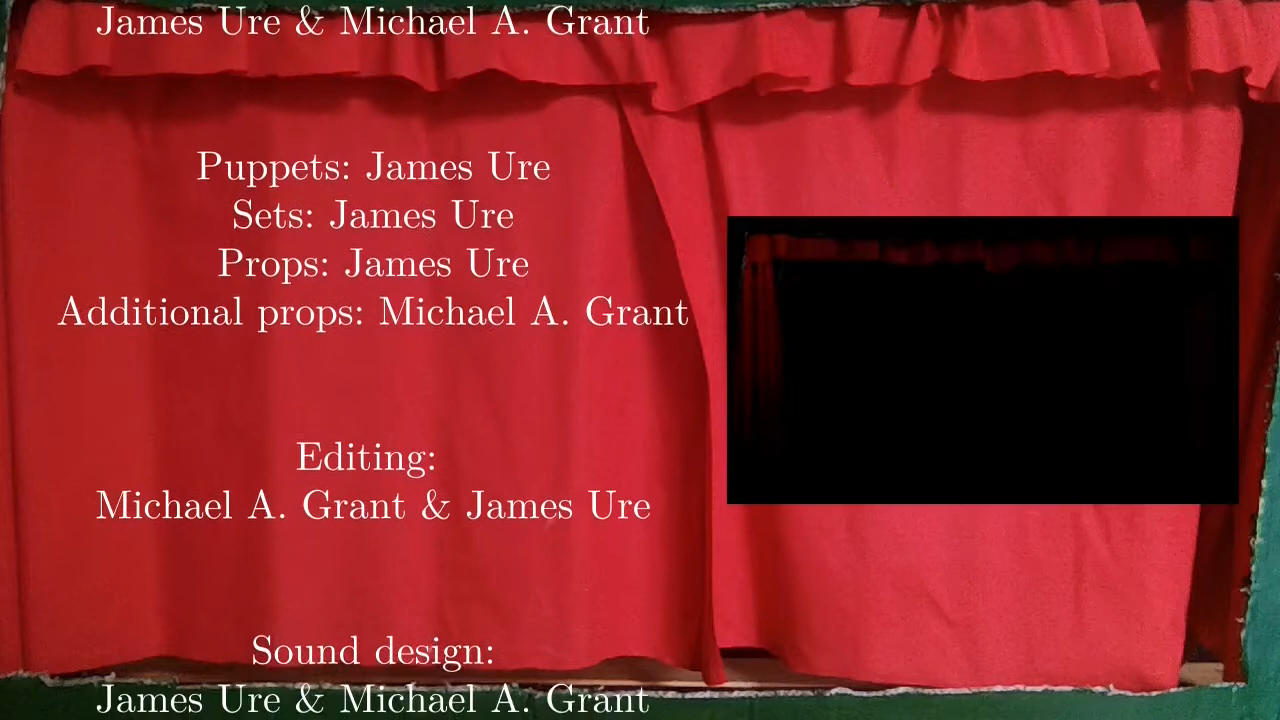 James Ure & Michael A. Grant
Puppets: James Ure
Sets: James Ure
Props: James Ure
Additional props: Michael A. Grant
Editing:
Michael A. Grant & James Ure
Sound design:
James Ure & Michael A. Grant